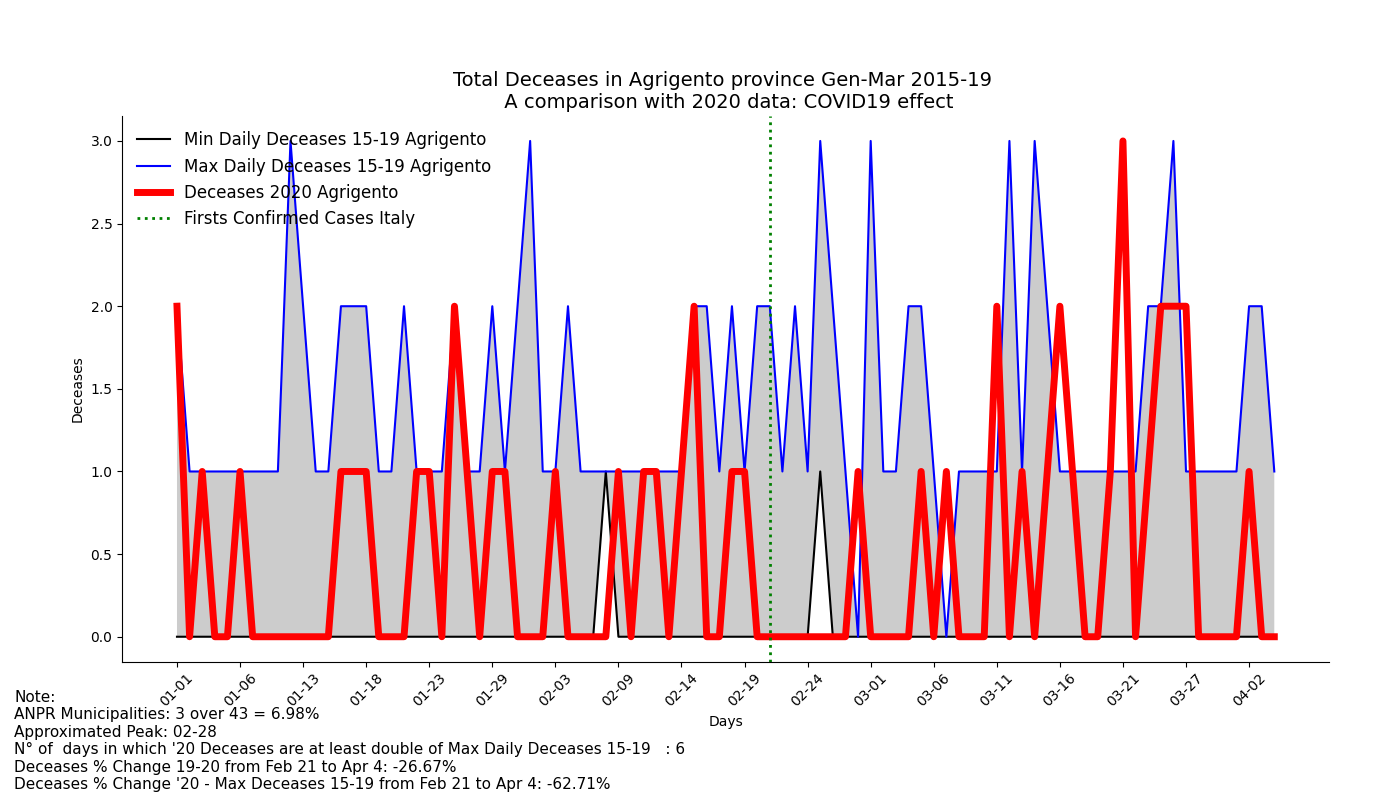 Total Deceases in Agrigento province Gen-Mar 2015-19
A comparison with 2020 data: COVID19 effect
Min Daily Deceases 15-19 Agrigento
Max Daily Deceases 15-19 Agrigento
Deceases 2020 Agrigento
Firsts Confirmed Cases Italy
3.0
2.5
2.0
1.5
1.0
0.5
0.0
Deceases
01-01 01-06 01-13 01-18 01-23 01-29 02-03 02-09 02-14 02-19 02-24 03-01 03-06 03-11 03-16 03-21 03-27 04-02
Days
Note:
ANPR Municipalities: 3 over 43 = 6.98%
Approximated Peak: 02-28
N° of  days in which '20 Deceases are at least double of Max Daily Deceases 15-19   : 6
Deceases % Change 19-20 from Feb 21 to Apr 4: -26.67%
Deceases % Change '20 - Max Deceases 15-19 from Feb 21 to Apr 4: -62.71%